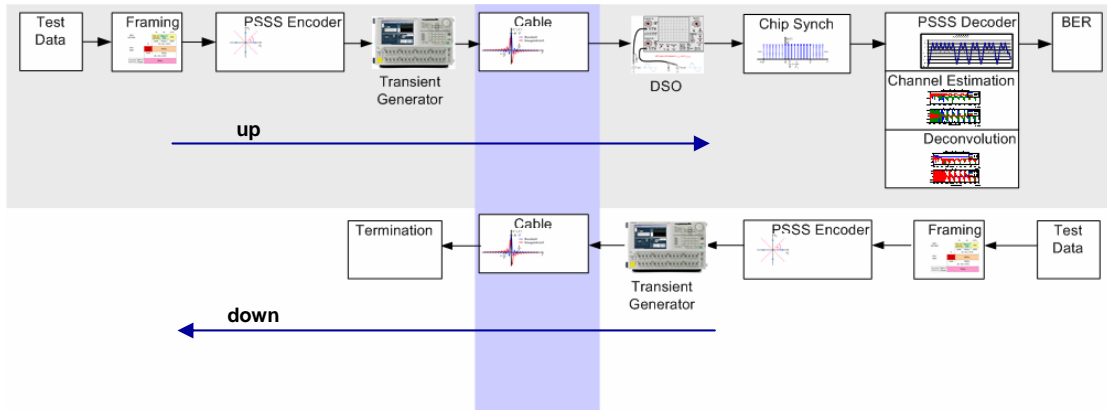 Test
Data
Framing
PSSS Encoder
Transient
Generator
Cable
DSO
Chip Synch
PSSS Decoder
Channel Estimation
Deconvolution
BER
up
Termination
Cable
Transient
Generator
PSSS Encoder
Framing
Test
Data
down